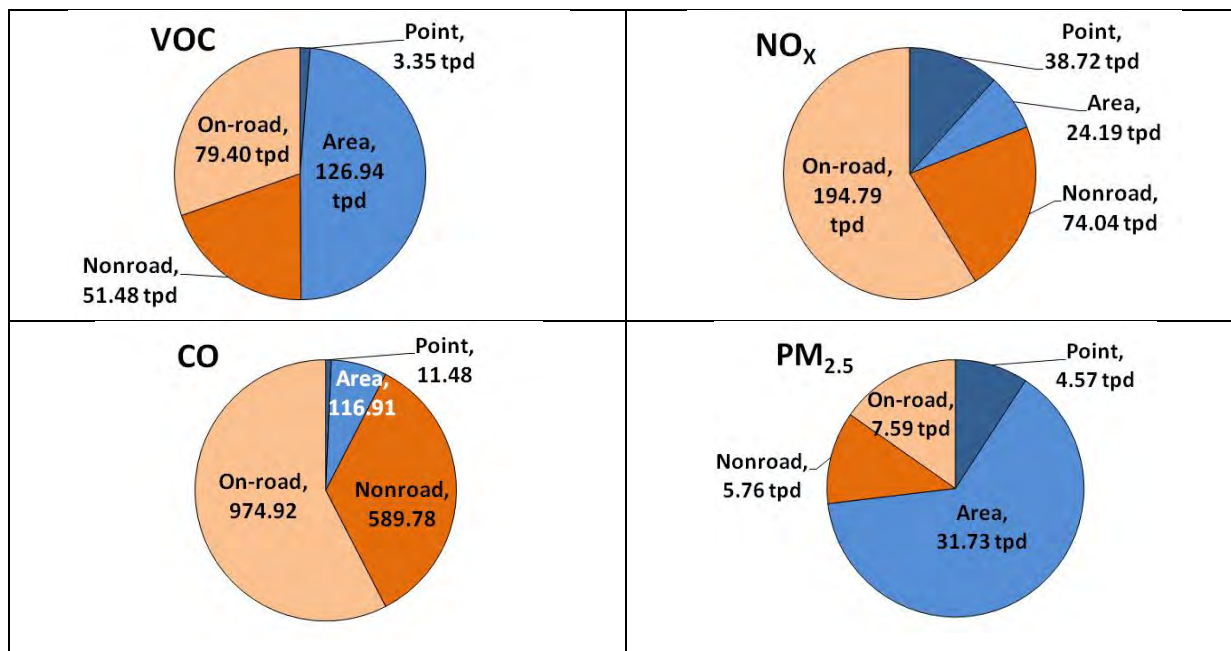 VOC
Point,
3.35 tpd
On-road,
79.40 tpd
Area,
126.94
tpd
Nonroad,
51.48 tpd
NOX
Point,
38.72 tpd
Area,
24.19 tpd
On-road,
194.79
tpd
Nonroad,
74.04 tpd
CO
Point,
11.48
Area,
116.91
On-road,
974.92
Nonroad,
589.78
PM2.5
Point,
4.57 tpd
On-road,
7.59 tpd
Nonroad,
5.76 tpd
Area,
31.73 tpd